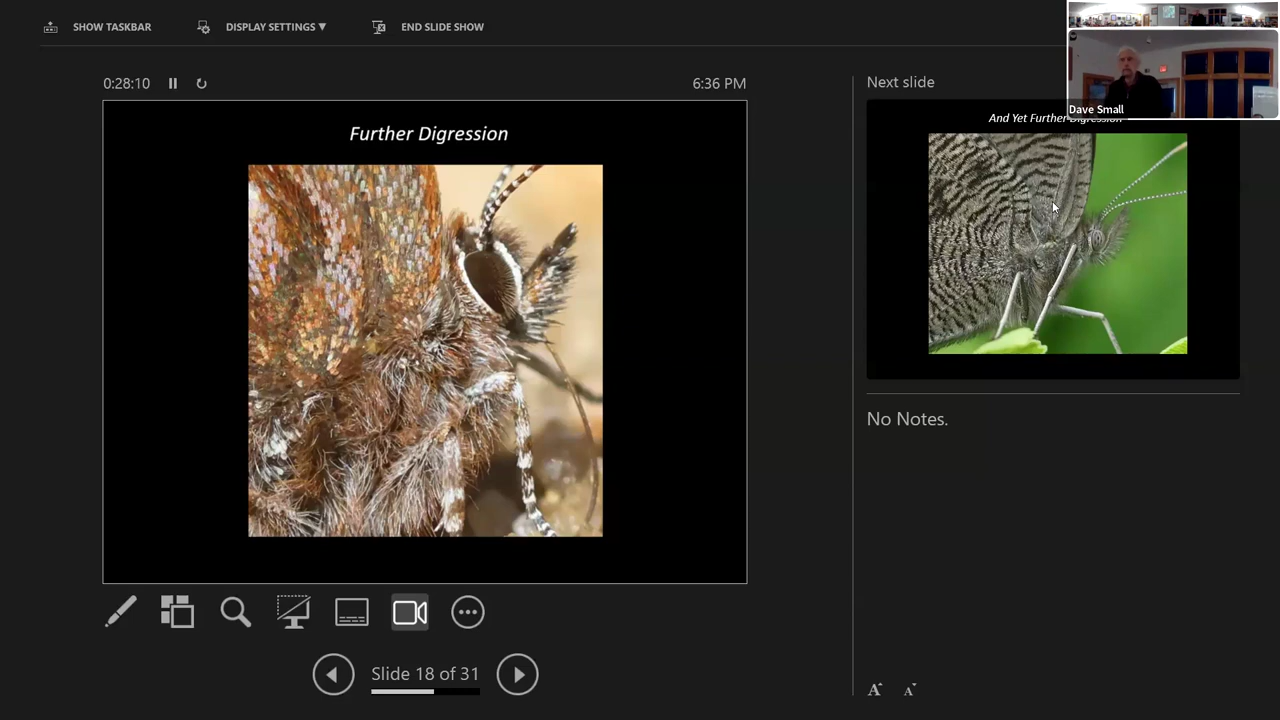 SHOW TASKBAR
DISPLAY SETTINGS ▼
END SLIDE SHOW
0:28:10
6:36 PM
Next slide
Dave Small
Further Digression
And Yet Further Digression
No Notes.
Slide 18 of 31
A
A